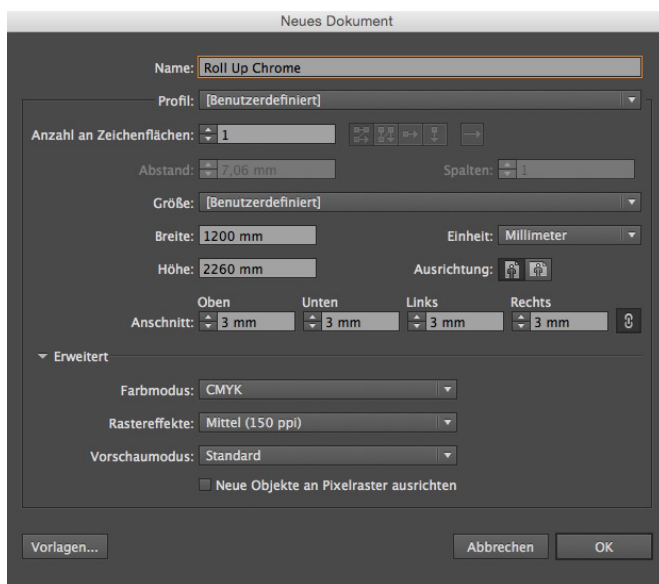 Neues Dokument
Name: Roll Up Chrome
Profil: [Benutzerdefiniert]
Anzahl an Zeichenflächen: 1
Abstand: 7,06 mm Spalten: 1
Größe: [Benutzerdefiniert]
Breite: 1200 mm Einheit: Millimeter
Höhe: 2260 mm Ausrichtung:
Oben Unten Links Rechts
Anschnitt: 3 mm 3 mm 3 mm 3 mm
Erweitert
Farbmodus: CMYK
Rastereffekte: Mittel (150 ppi)
Vorschaumodus: Standard
Neue Objekte an Pixelraster ausrichten
Vorlagen... Abbrechen OK